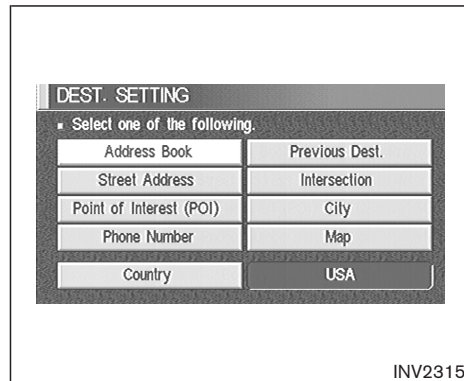 DEST. SETTING
▪ Select one of the following.
Address Book Previous Dest.
Street Address Intersection
Point of Interest (POI) City
Phone Number Map
Country USA
INV2315